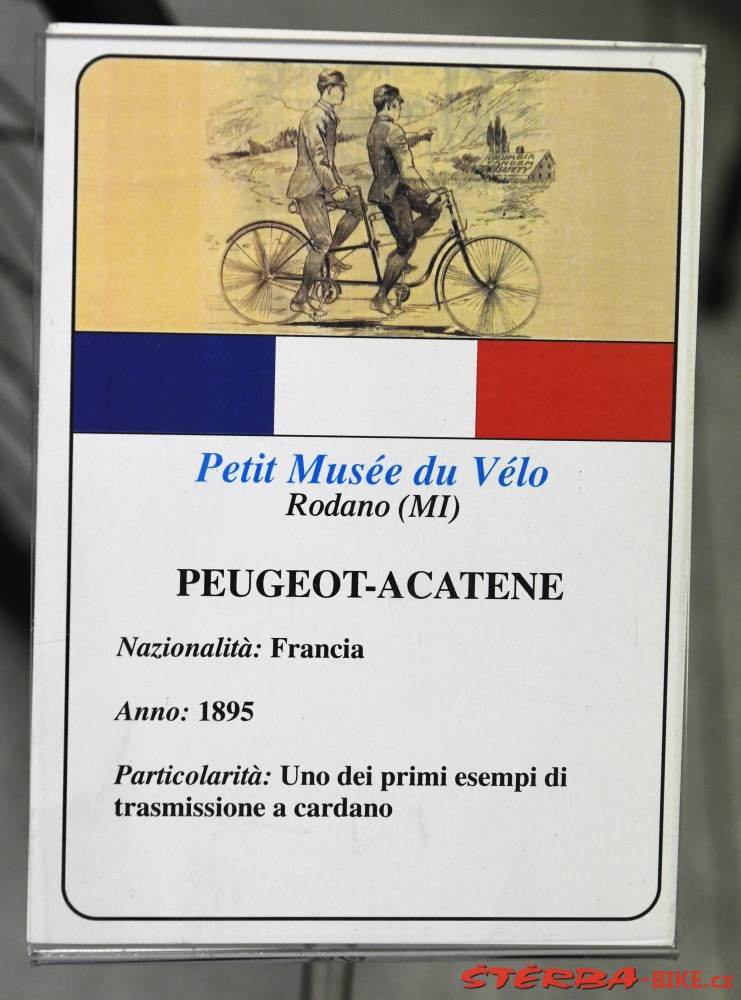 COLUMBIA
TANDEM
SAFETY
Petit Musée du Vélo
Rodano (MI)
PEUGEOT-ACATENE
Nazionalità: Francia
Anno: 1895
Particolarità: Uno dei primi esempi di
trasmissione a cardano
ŠTĚRBA-BIKE.cz